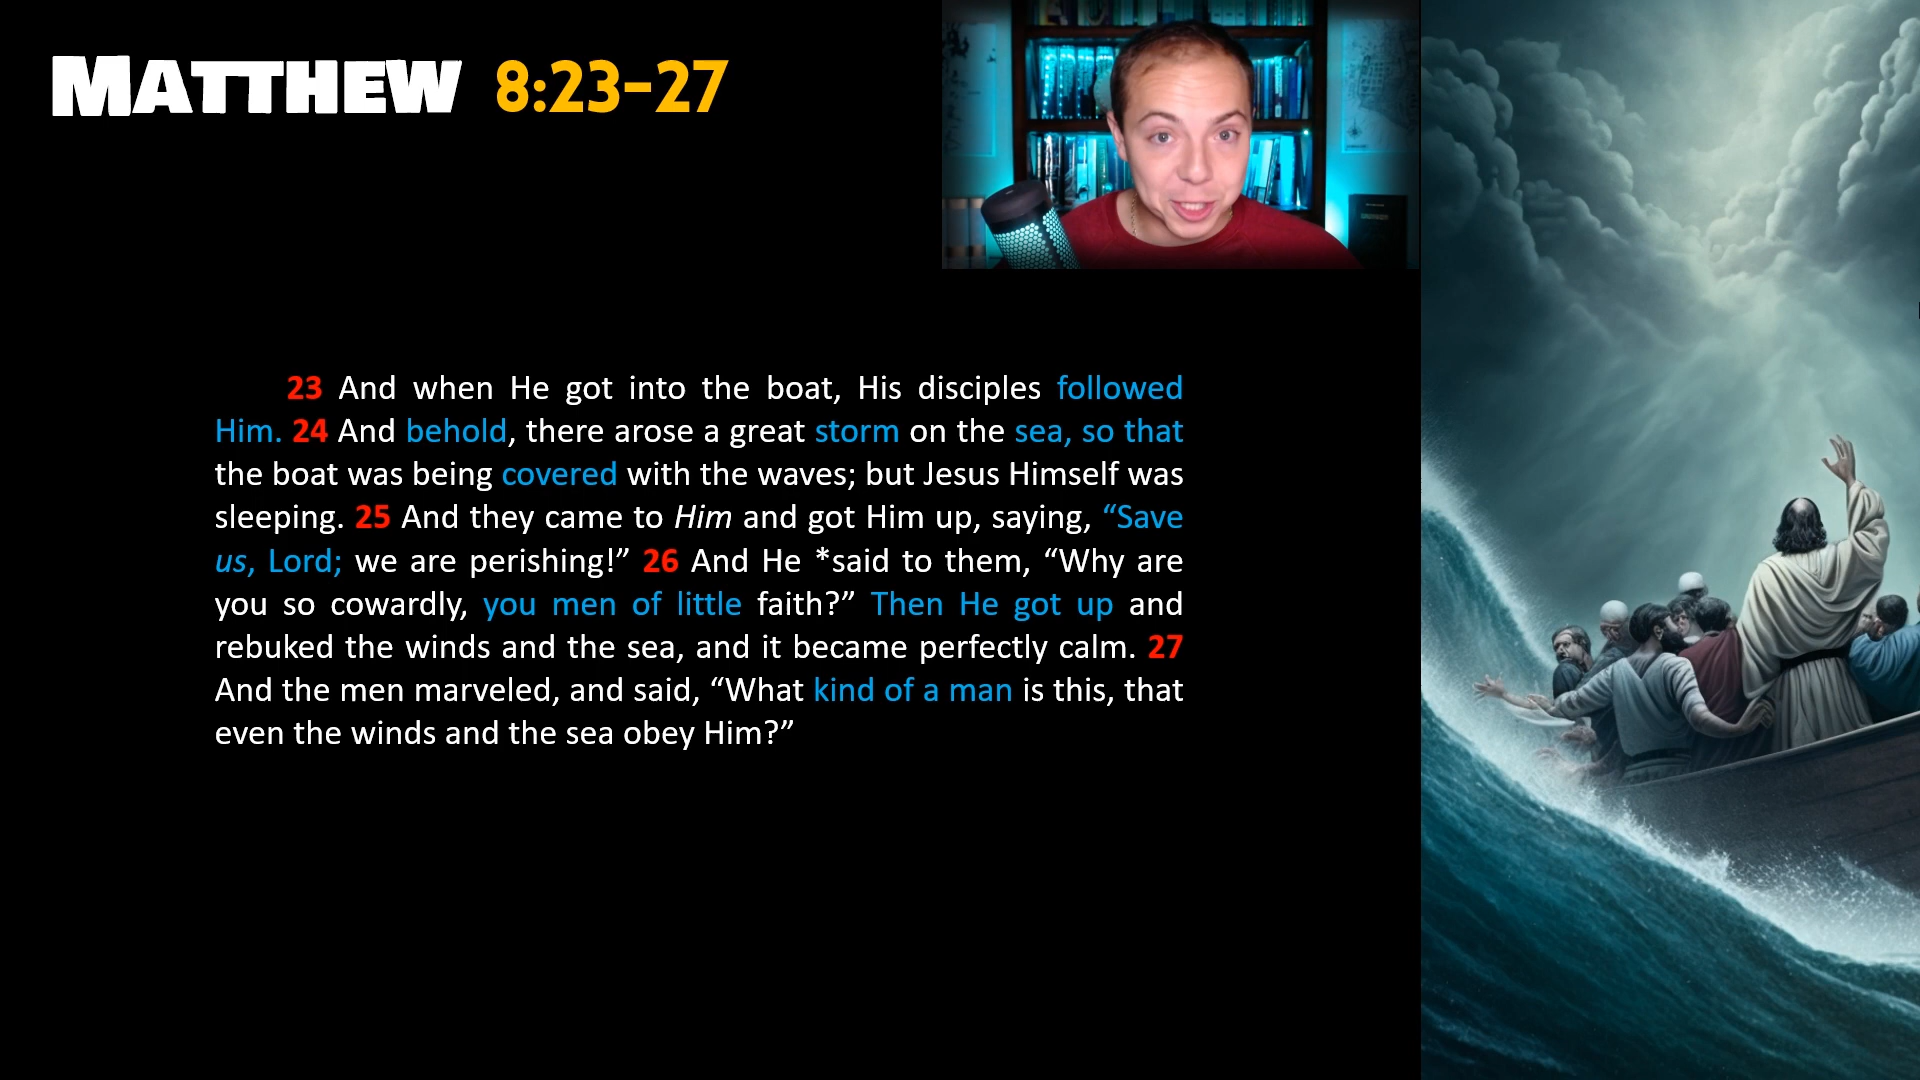 MATTHEW 8:23-27
23 And when He got into the boat, His disciples followed
Him. 24 And behold, there arose a great storm on the sea, so that
the boat was being covered with the waves; but Jesus Himself was
sleeping. 25 And they came to Him and got Him up, saying, “Save
us, Lord; we are perishing!” 26 And He *said to them, “Why are
you so cowardly, you men of little faith?” Then He got up and
rebuked the winds and the sea, and it became perfectly calm. 27
And the men marveled, and said, “What kind of a man is this, that
even the winds and the sea obey Him?”